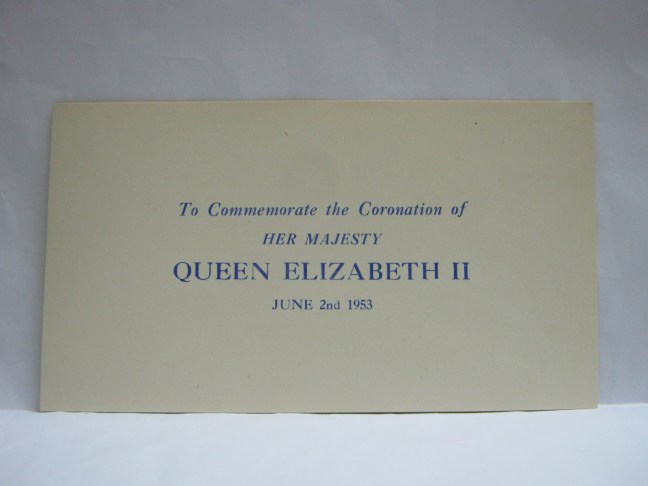 To Commemorate the Coronation of
HER MAJESTY
QUEEN ELIZABETH II
JUNE 2nd 1953